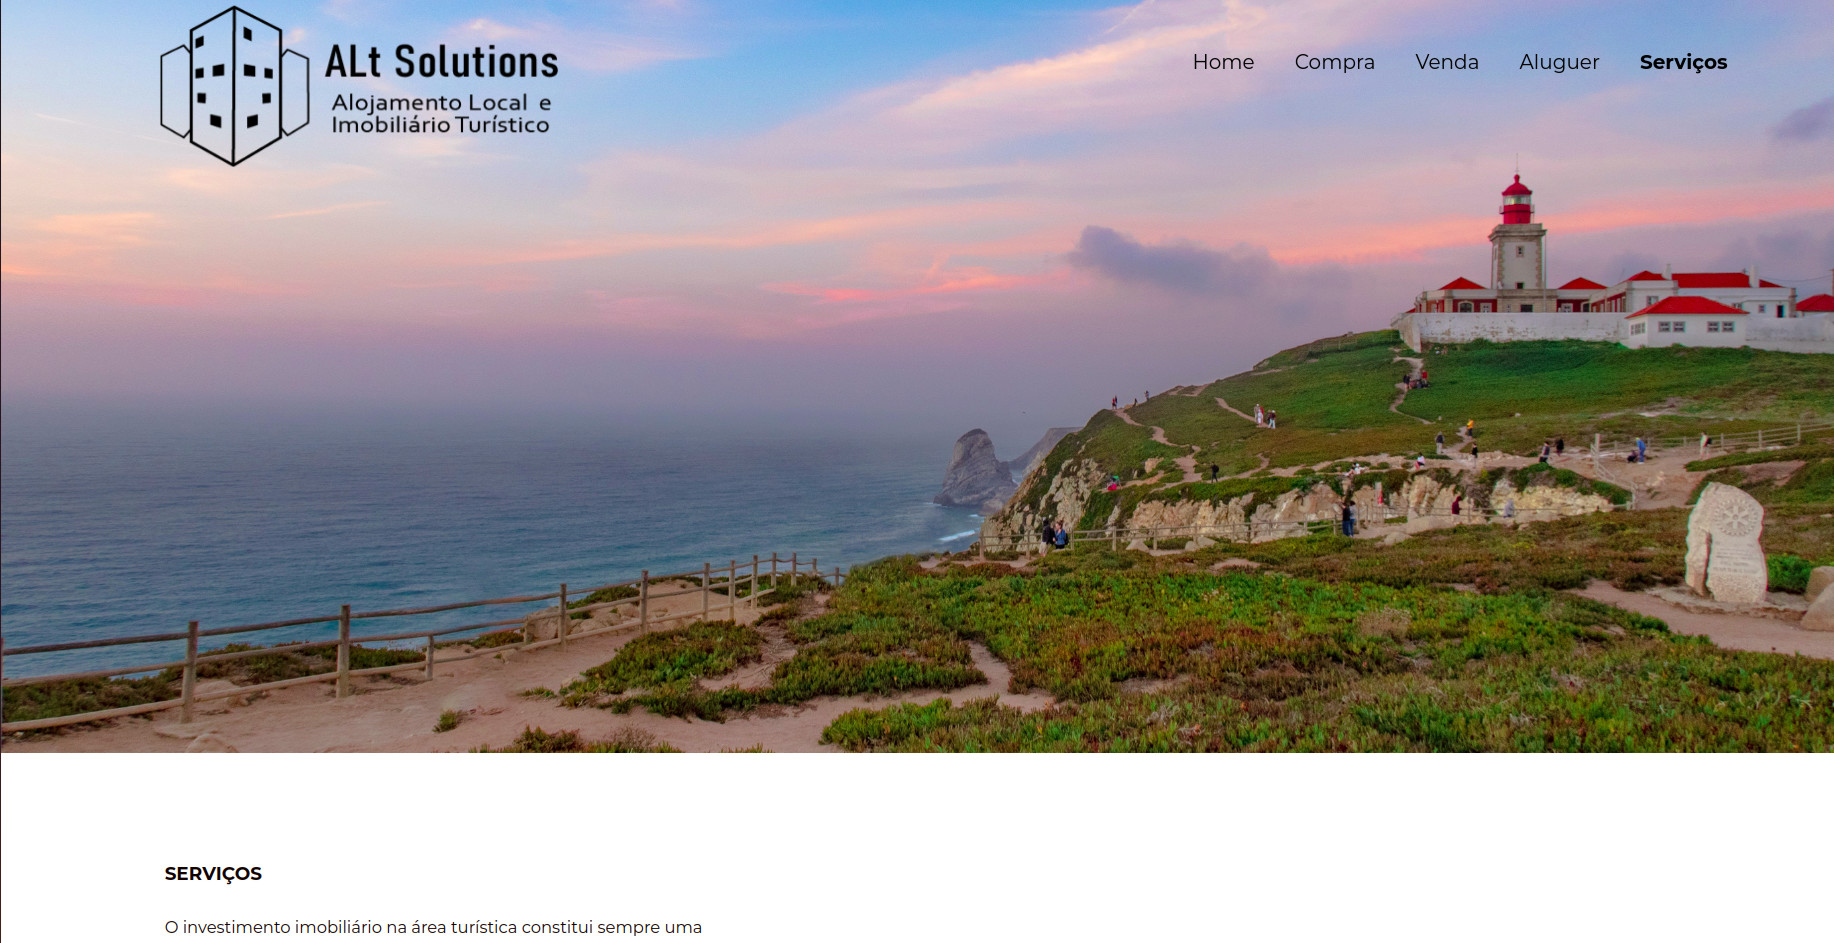 ALt Solutions
Alojamento Local e
Imobiliário Turístico
Home Compra Venda Aluguer Serviços
SERVIÇOS
O investimento imobiliário na área turística constitui sempre uma